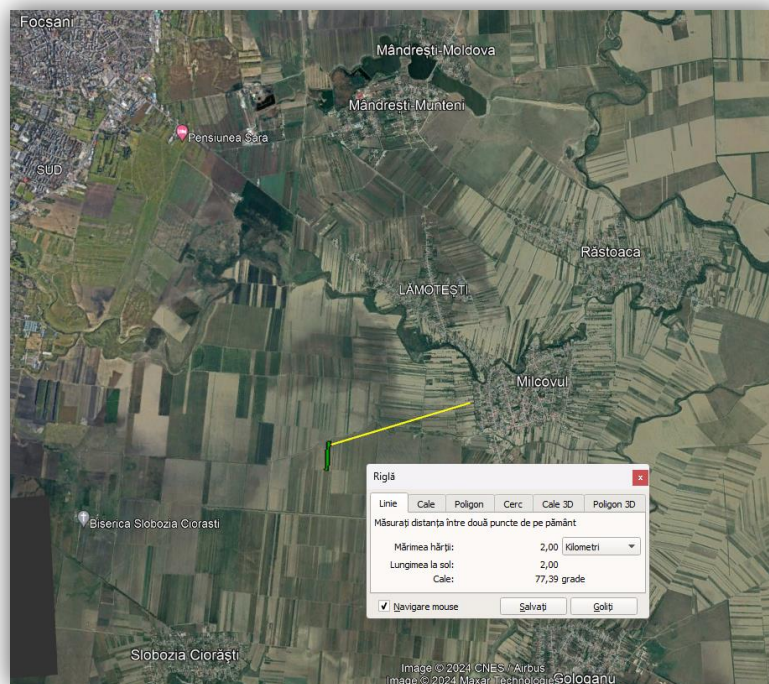 Focsani
Mândrești-Moldova
Mândrești-Munteni
Pensiunea Sara
SUD
Răstoaca
LĂMOTEȘTI
Milcovul
Riglă
x
Linie Cale Poligon Cerc Cale 3D Poligon 3D
Măsurați distanța între două puncte de pe pământ
Mărimea hărții: 2,00 Kilometri
Lungimea la sol: 2,00
Cale: 77,39 grade
Navigare mouse Salvați Goliți
Biserica Slobozia Ciorasti
Slobozia Ciorăști
Image © 2024 CNES / Airbus
Image © 2024 Maxar Technologies
Gologanu